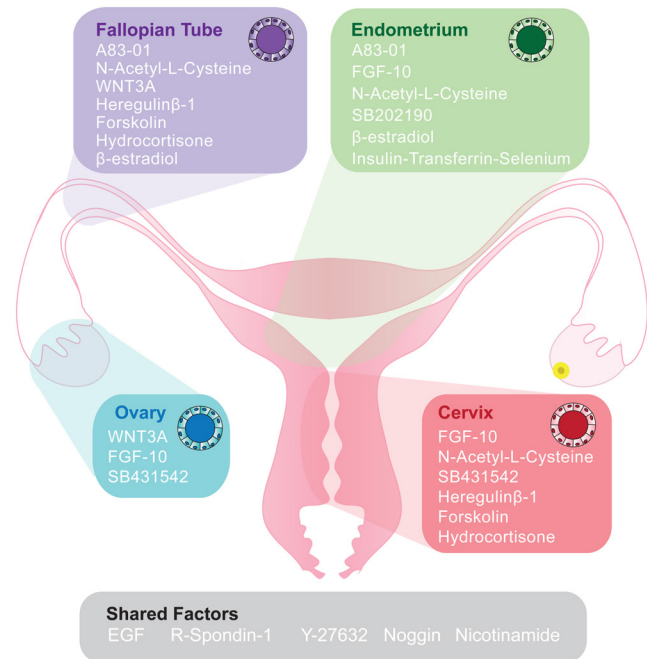 Fallopian Tube
A83-01
N-Acetyl-L-Cysteine
WNT3A
Heregulinβ-1
Forskolin
Hydrocortisone
β-estradiol
Endometrium
A83-01
FGF-10
N-Acetyl-L-Cysteine
SB202190
β-estradiol
Insulin-Transferrin-Selenium
Ovary
WNT3A
FGF-10
SB431542
Cervix
FGF-10
N-Acetyl-L-Cysteine
SB431542
Heregulinβ-1
Forskolin
Hydrocortisone
Shared Factors
EGF R-Spondin-1 Y-27632 Noggin Nicotinamide